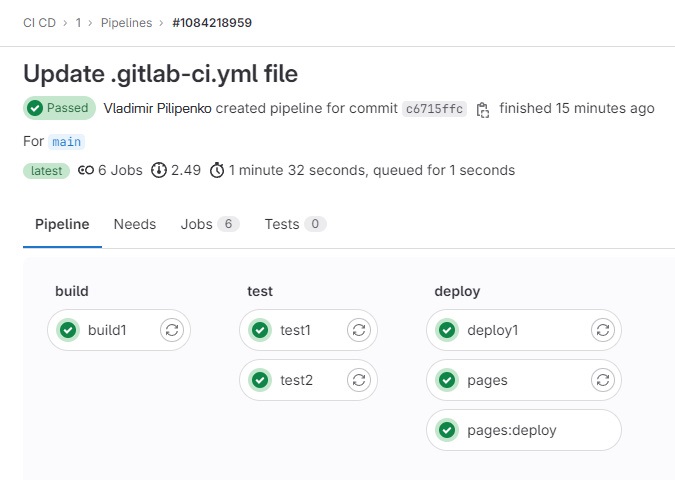 CI CD > 1 > Pipelines > #1084218959
Update .gitlab-ci.yml file
Passed Vladimir Pilipenko created pipeline for commit c6715ffc finished 15 minutes ago
For main
latest 6 Jobs 2.49 1 minute 32 seconds, queued for 1 seconds
Pipeline Needs Jobs 6 Tests 0
build test deploy
build1 test1 deploy1
test2 pages
pages:deploy